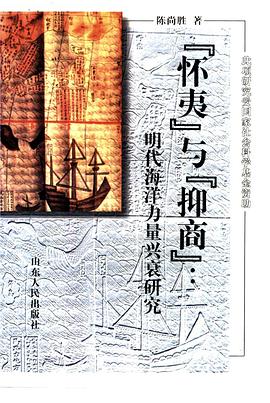 陈尚胜 著
『怀夷』与『抑商』：
明代海洋力量兴衰研究
山东人民出版社
此项研究受国家社会科学基金资助